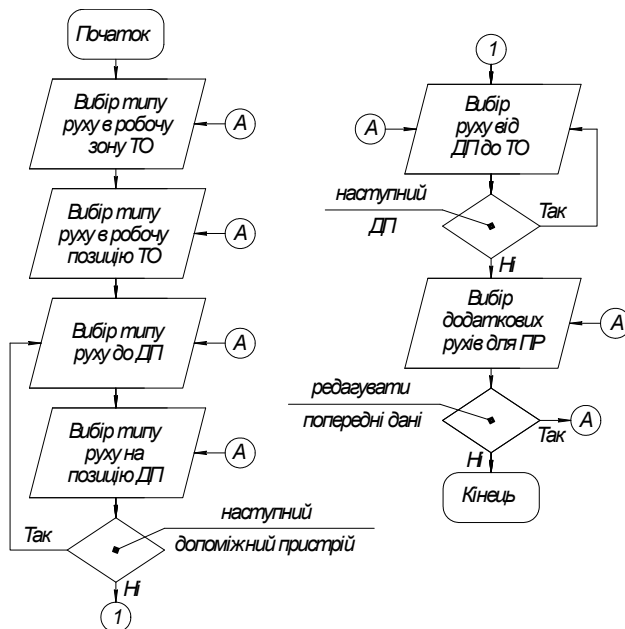 Початок
Вибір типу
руху в робочу
зону ТО
А
Вибір типу
руху в робочу
позицію ТО
А
Вибір типу
руху до ДП
А
Вибір типу
руху на
позицію ДП
А
Так
наступний
допоміжний пристрій
Ні
1
1
Вибір
руху від
ДП до ТО
А
наступний
ДП
Так
Ні
Вибір
додаткових
рухів для ПР
А
редагувати
попередні дані
Так
А
Ні
Кінець